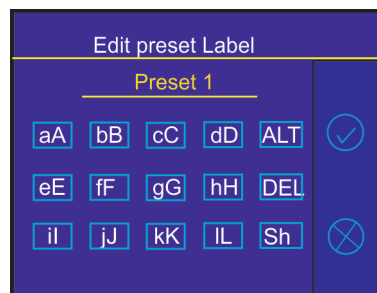 Edit preset Label
Preset 1
aA bB cC dD ALT
eE fF gG hH DEL
iI jJ kK lL Sh